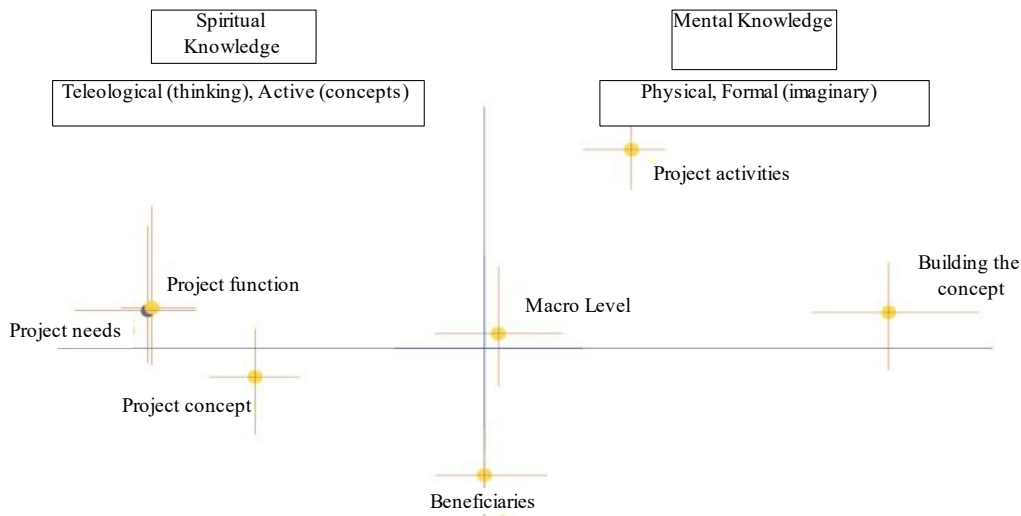 Spiritual
Knowledge
Mental Knowledge
Teleological (thinking), Active (concepts)
Physical, Formal (imaginary)
Project activities
Project function
Building the
concept
Macro Level
Project needs
Project concept
Beneficiaries